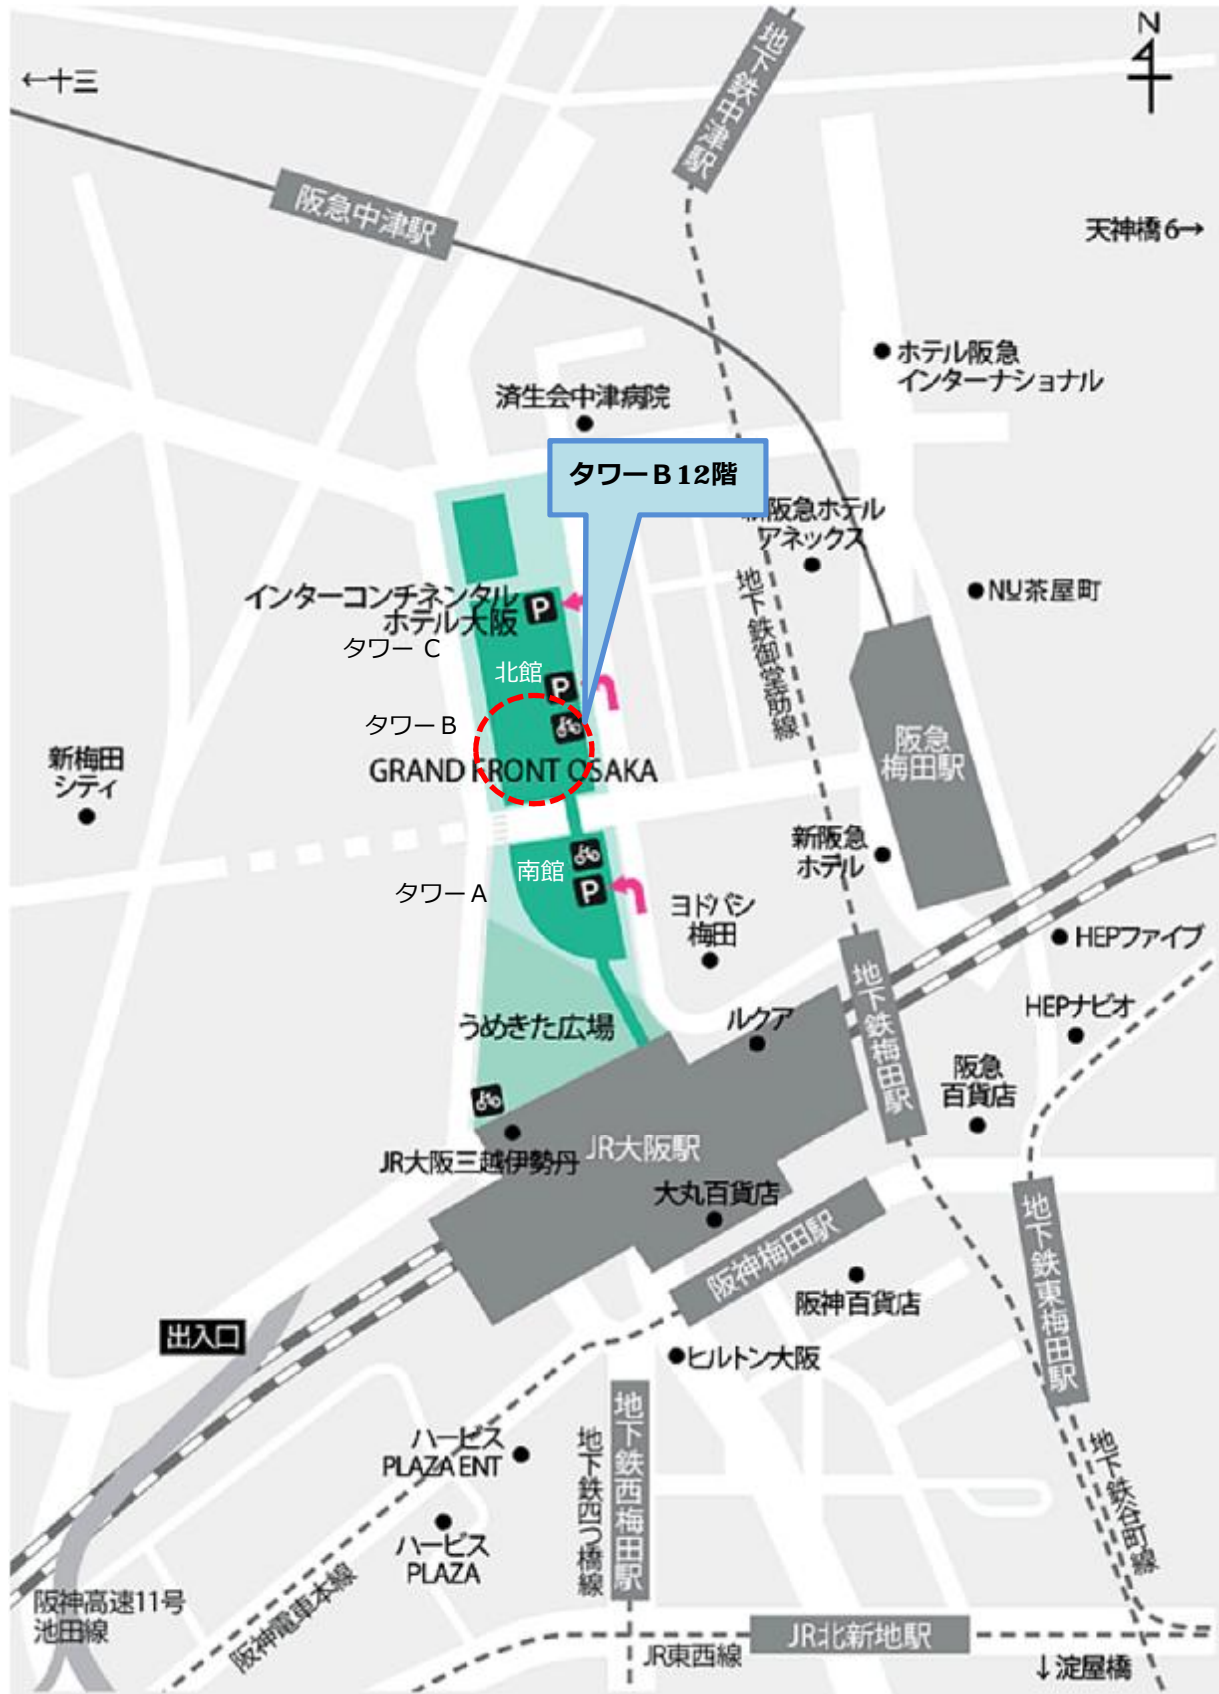 N
←十三
地下鉄中津駅
阪急中津駅
天神橋6→
ホテル阪急
インターナショナル
済生会中津病院
タワーB 12階
新阪急ホテル
アネックス
NU茶屋町
地下鉄御堂筋線
インターコンチネンタル
ホテル大阪
P
タワー C
北館
P
タワー B
GRAND FRONT OSAKA
新梅田
シティ
阪急
梅田駅
新阪急
ホテル
南館
P
タワー A
ヨドバシ
梅田
HEPファイブ
地下鉄梅田駅
HEPナビオ
うめきた広場
ルクア
阪急
百貨店
JR大阪三越伊勢丹
JR大阪駅
大丸百貨店
阪神梅田駅
地下鉄東梅田駅
阪神百貨店
出入口
ヒルトン大阪
ハービス
PLAZA ENT
地下鉄四つ橋線
地下鉄西梅田駅
地下鉄谷町線
ハービス
PLAZA
阪神高速11号
池田線
阪神電車本線
JR東西線
JR北新地駅
↓淀屋橋